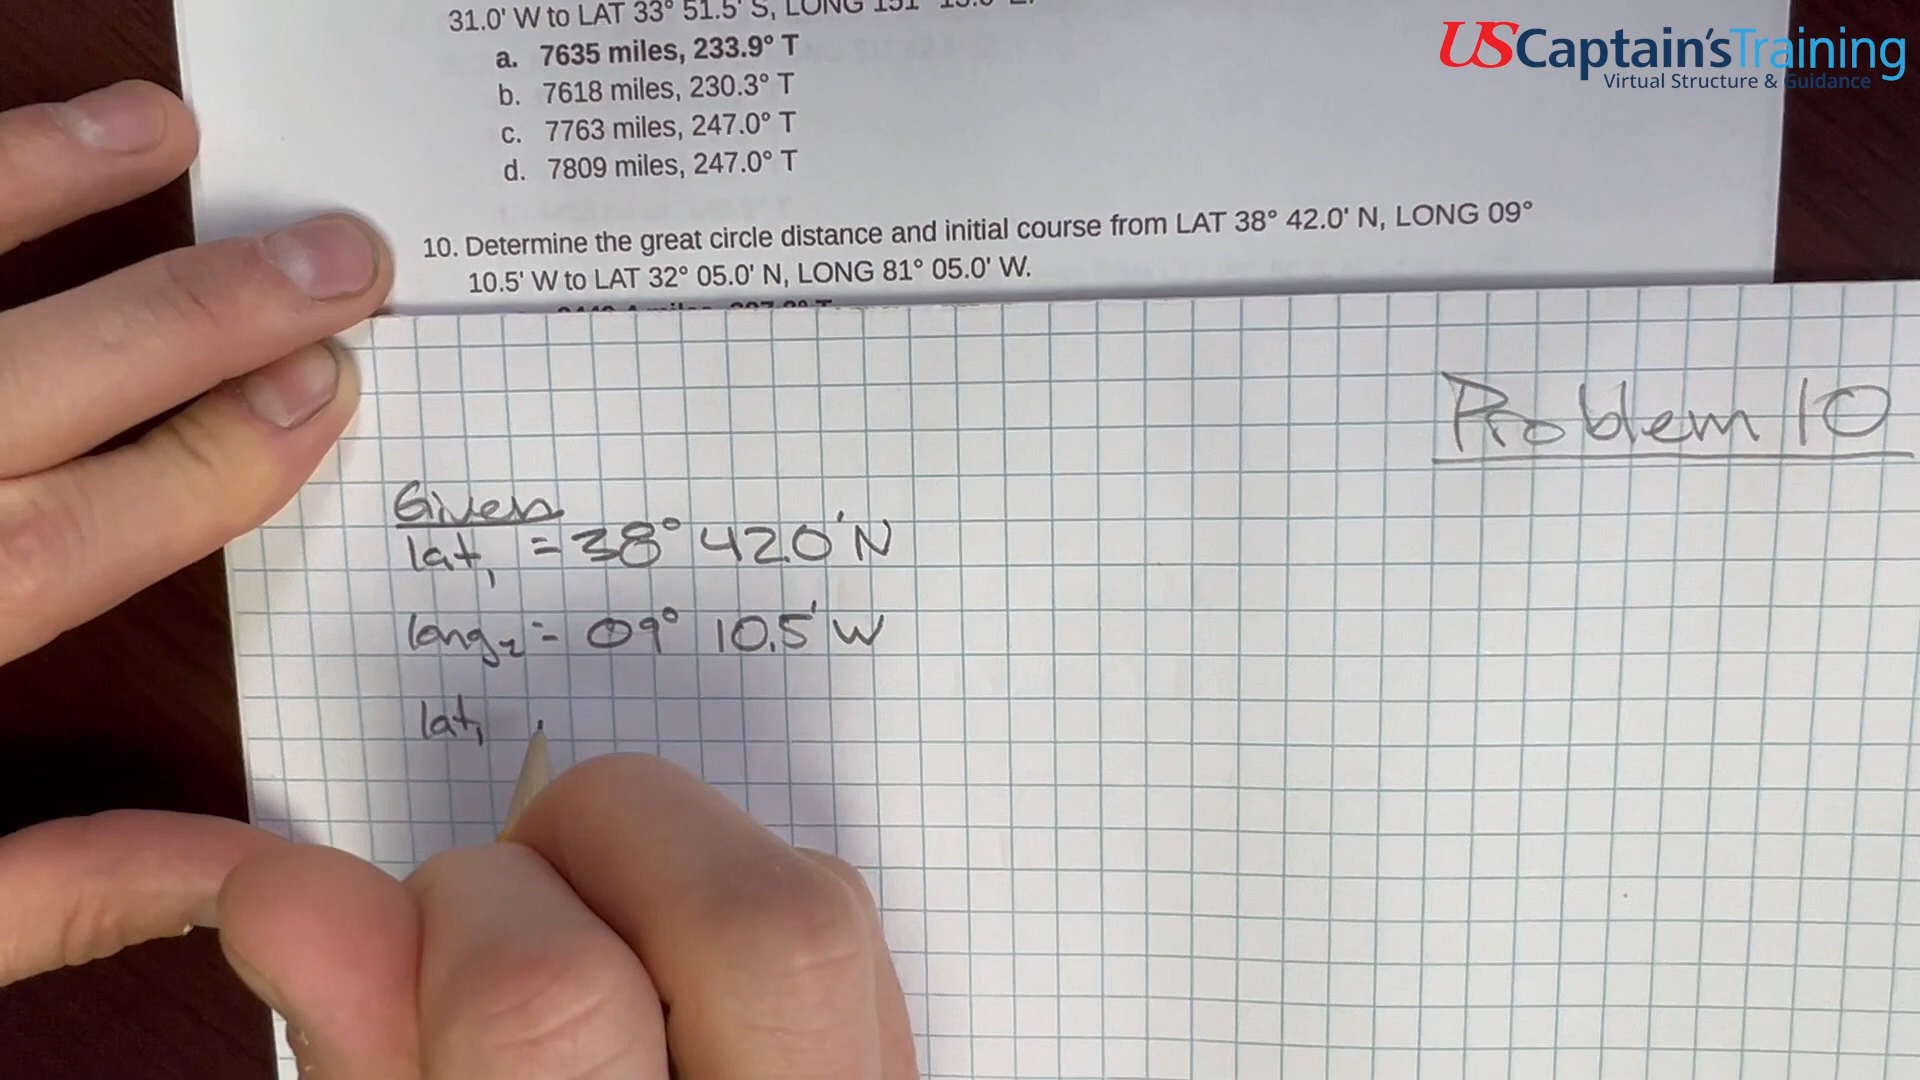 31.0' W to LAT 33° 51.5' S, LONG 151°
a. 7635 miles, 233.9° T
b. 7618 miles, 230.3° T
c. 7763 miles, 247.0° T
d. 7809 miles, 247.0° T
10. Determine the great circle distance and initial course from LAT 38° 42.0' N, LONG 09°
10.5' W to LAT 32° 05.0' N, LONG 81° 05.0' W.
USCaptain'sTraining
Virtual Structure & Guidance
Problem 10
Given
lat₁ = 38° 42.0' N
long₂ = 09° 10.5' W
lat₁